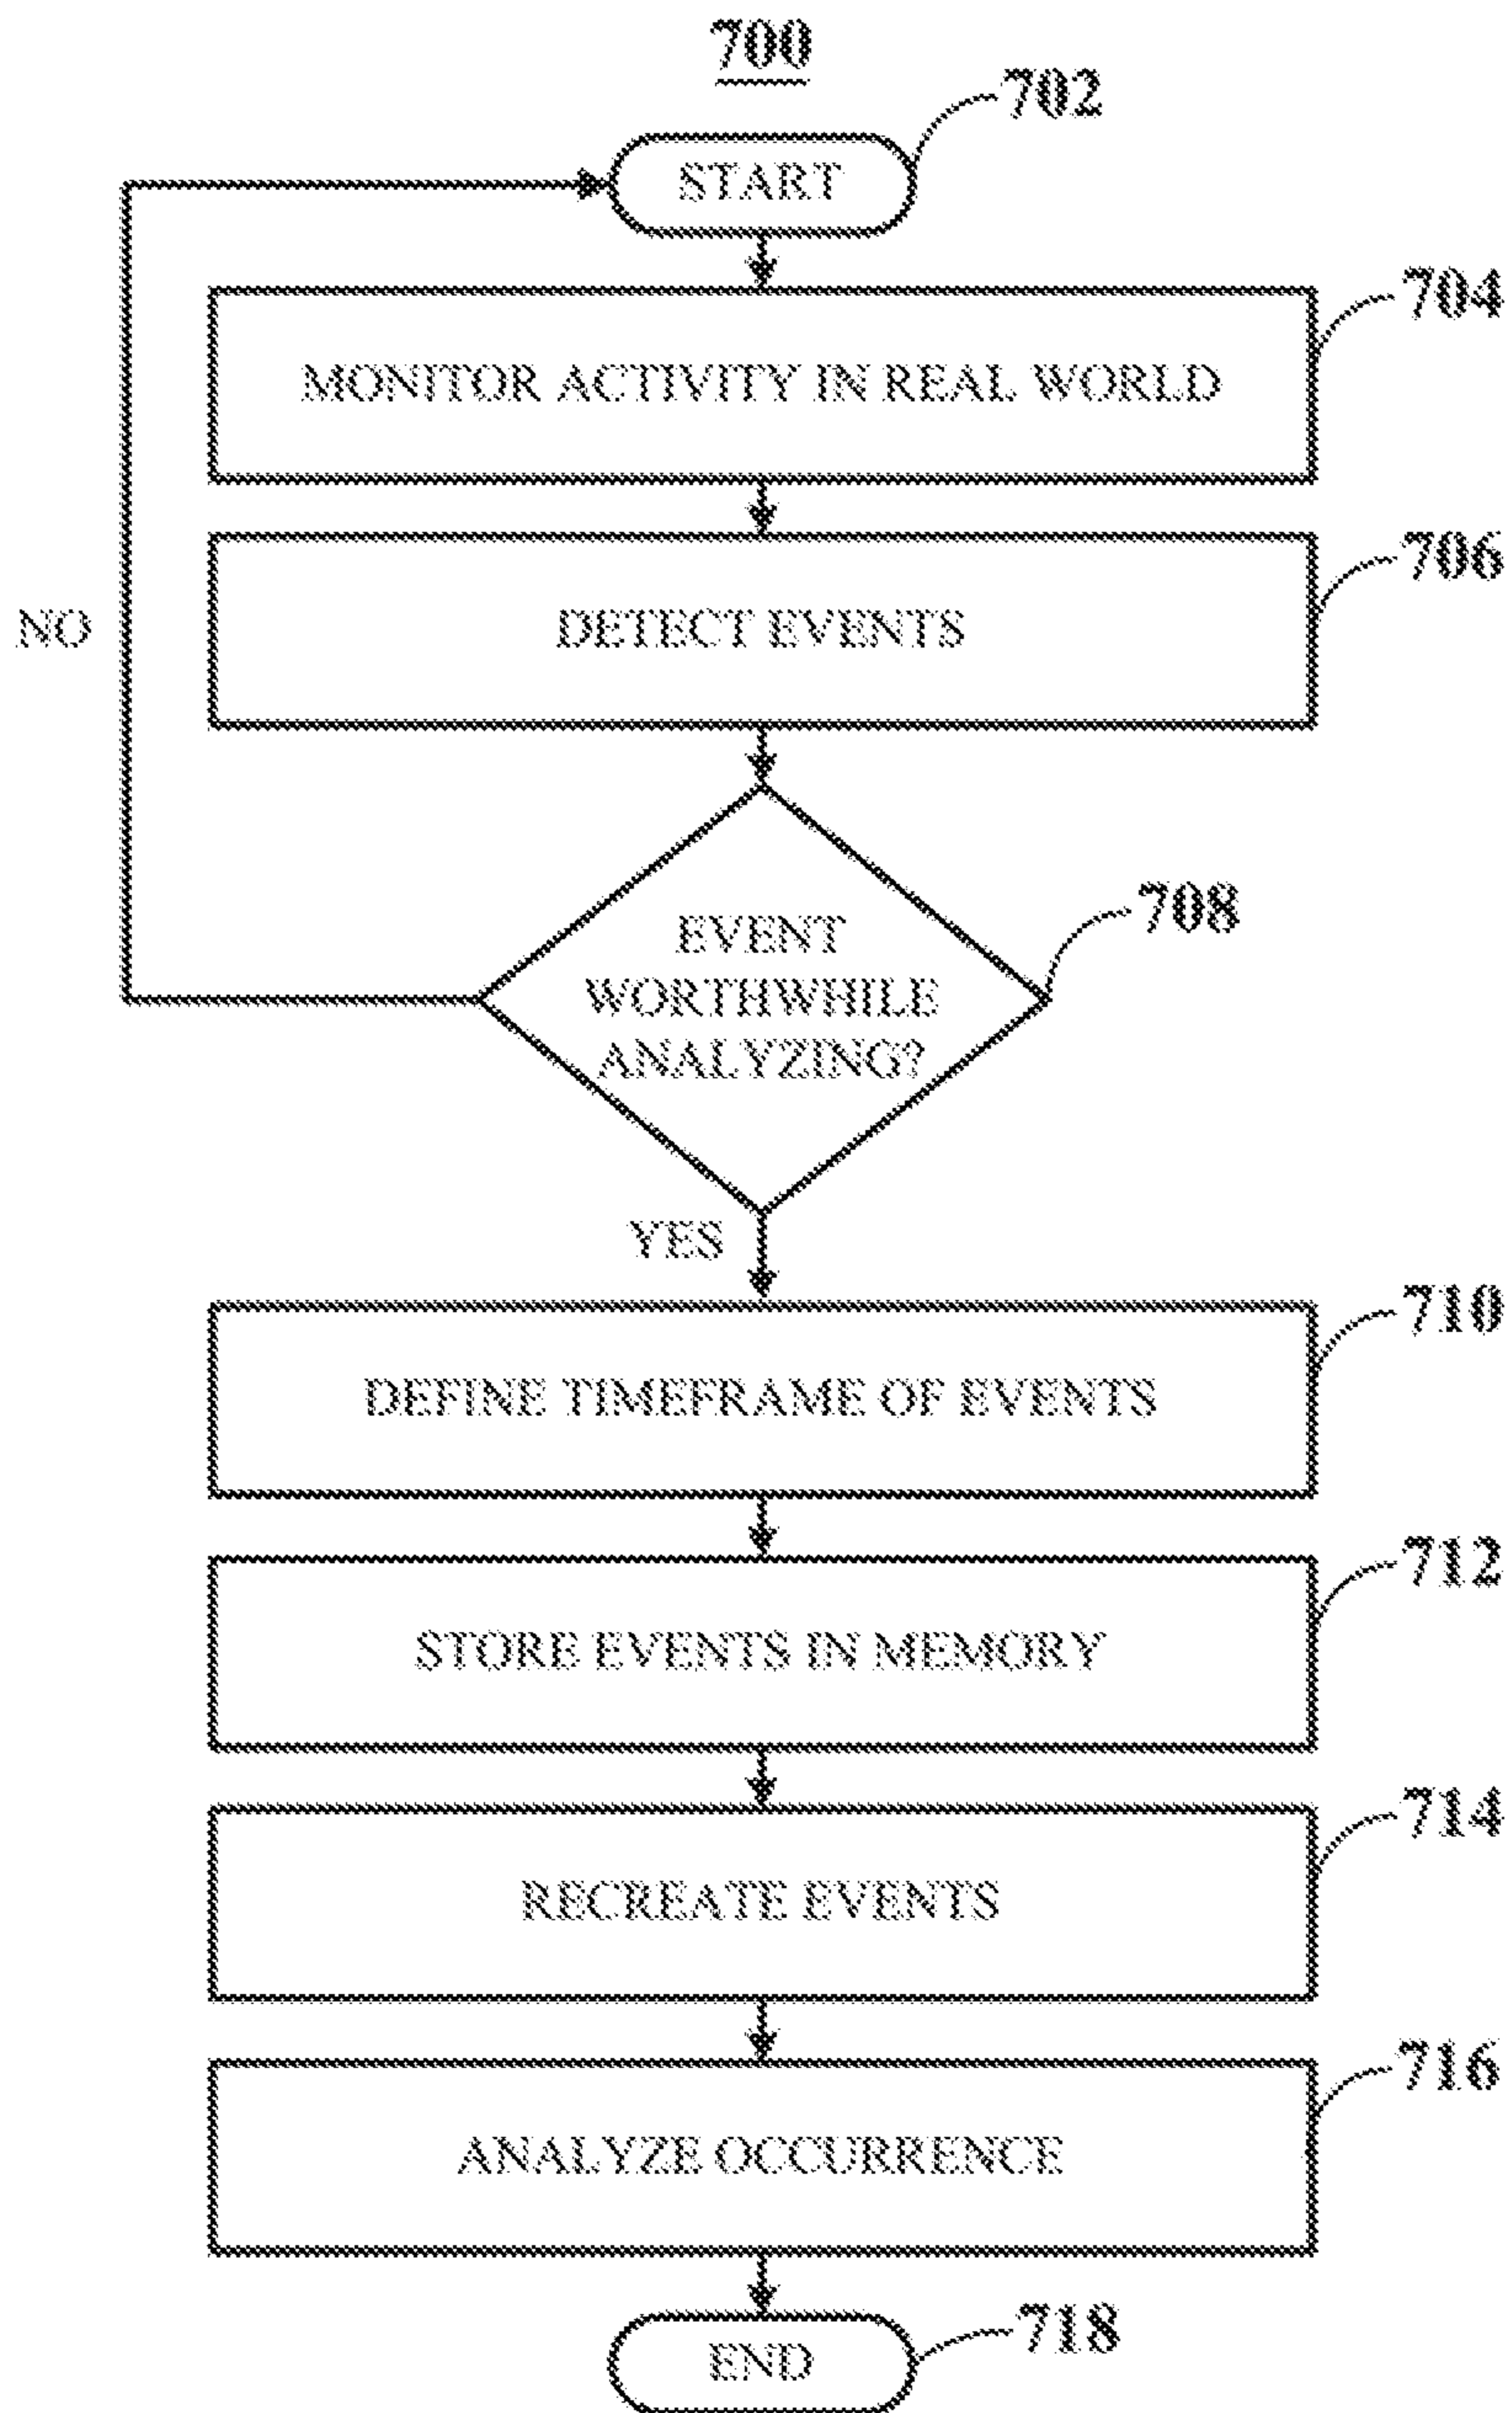 700
702
START
704
MONITOR ACTIVITY IN REAL WORLD
706
DETECT EVENTS
NO
708
EVENT
WORTHWHILE
ANALYZING?
YES
710
DEFINE TIMEFRAME OF EVENTS
712
STORE EVENTS IN MEMORY
714
RECREATE EVENTS
716
ANALYZE OCCURRENCE
718
END